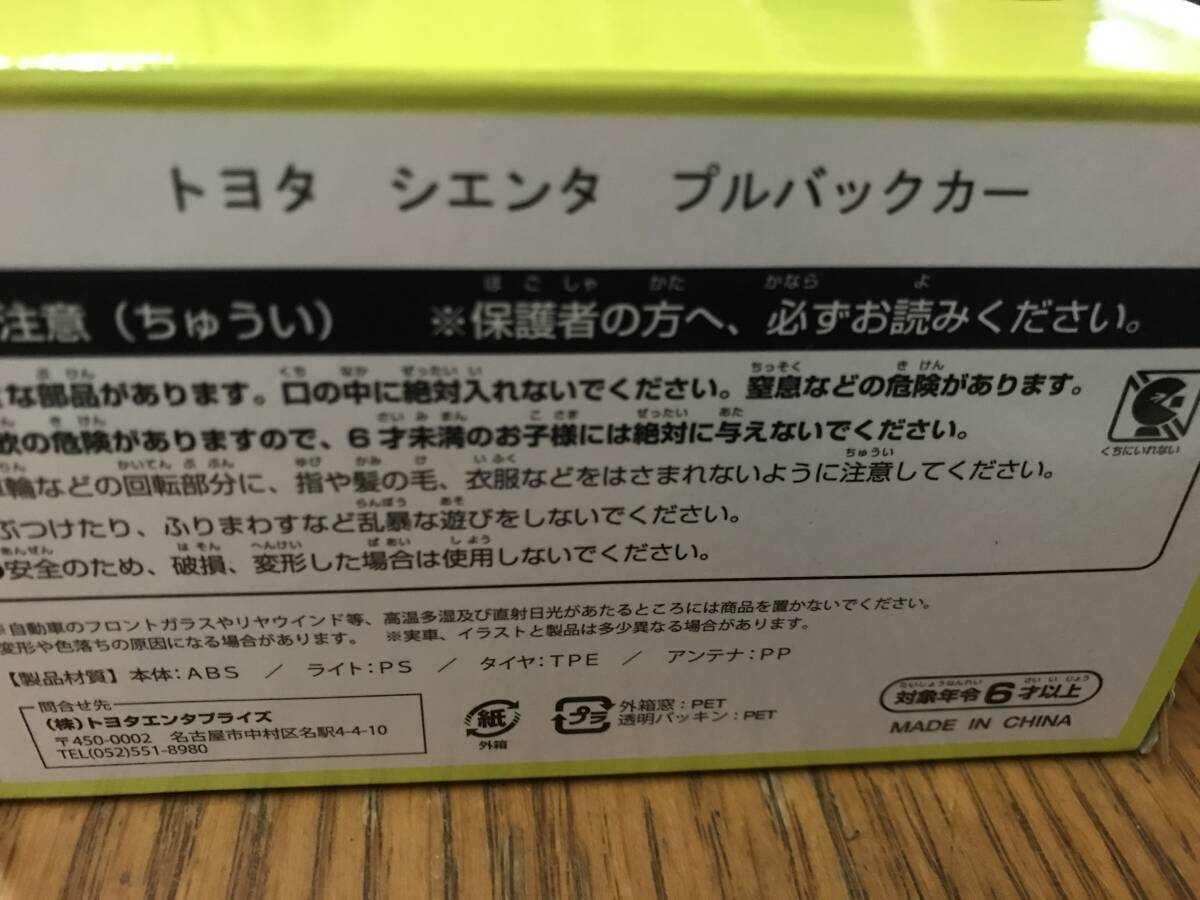 トヨタ シエンタ プルバックカー
注意（ちゅうい） ※保護者の方へ、必ずお読みください。
な部品があります。口の中に絶対入れないでください。窒息などの危険があります。
飲の危険がありますので、6才未満のお子様には絶対に与えないでください。
輪などの回転部分に、指や髪の毛、衣服などをはさまれないように注意してください。
ぶつけたり、ふりまわすなど乱暴な遊びをしないでください。
●安全のため、破損、変形した場合は使用しないでください。
くちにいれない
※自動車のフロントガラスやリヤウインド等、高温多湿及び直射日光があたるところには商品を置かないでください。
変形や色落ちの原因になる場合があります。 ※実車、イラストと製品は多少異なる場合があります。
【製品材質】本体：ABS ／ ライト：PS ／ タイヤ：TPE ／ アンテナ：PP
問合せ先
(株)トヨタエンタプライズ
〒450-0002 名古屋市中村区名駅4-4-10
TEL(052)551-8980
紙
外箱
プラ
外箱窓：PET
透明パッキン：PET
対象年令6才以上
MADE IN CHINA